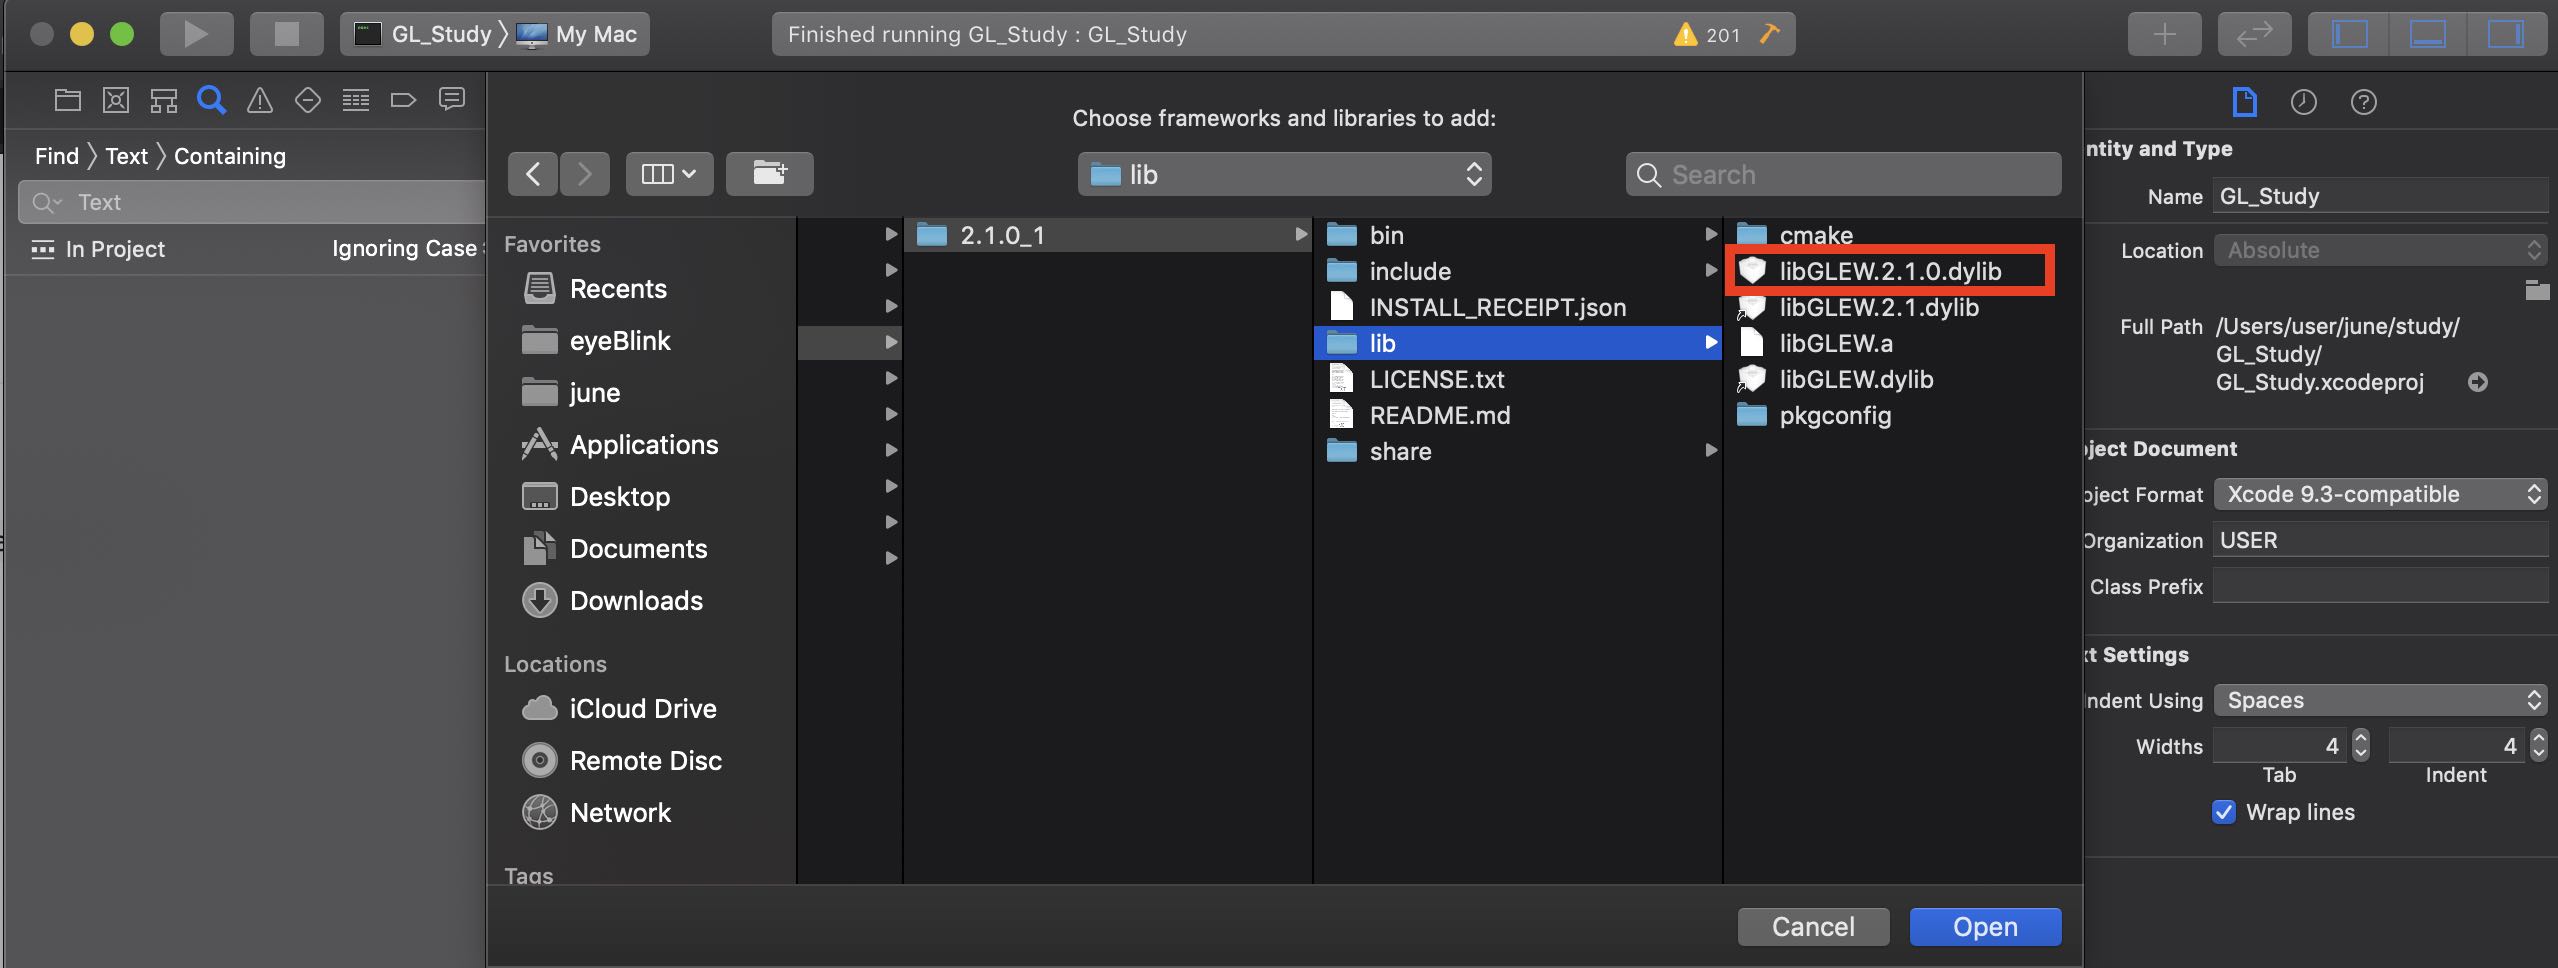 GL_Study 〉 My Mac
Finished running GL_Study : GL_Study
201
Find 〉 Text 〉 Containing
Text
In Project
Ignoring Case
Choose frameworks and libraries to add:
lib
Search
Favorites
Recents
eyeBlink
june
Applications
Desktop
Documents
Downloads
Locations
iCloud Drive
Remote Disc
Network
Tags
2.1.0_1
bin
include
INSTALL_RECEIPT.json
lib
LICENSE.txt
README.md
share
cmake
libGLEW.2.1.0.dylib
libGLEW.2.1.dylib
libGLEW.a
libGLEW.dylib
pkgconfig
Cancel
Open
ntity and Type
Name GL_Study
Location Absolute
Full Path /Users/user/june/study/
GL_Study/
GL_Study.xcodeproj
ject Document
oject Format Xcode 9.3-compatible
Organization USER
Class Prefix
xt Settings
Indent Using Spaces
Widths 4 4
Tab Indent
Wrap lines